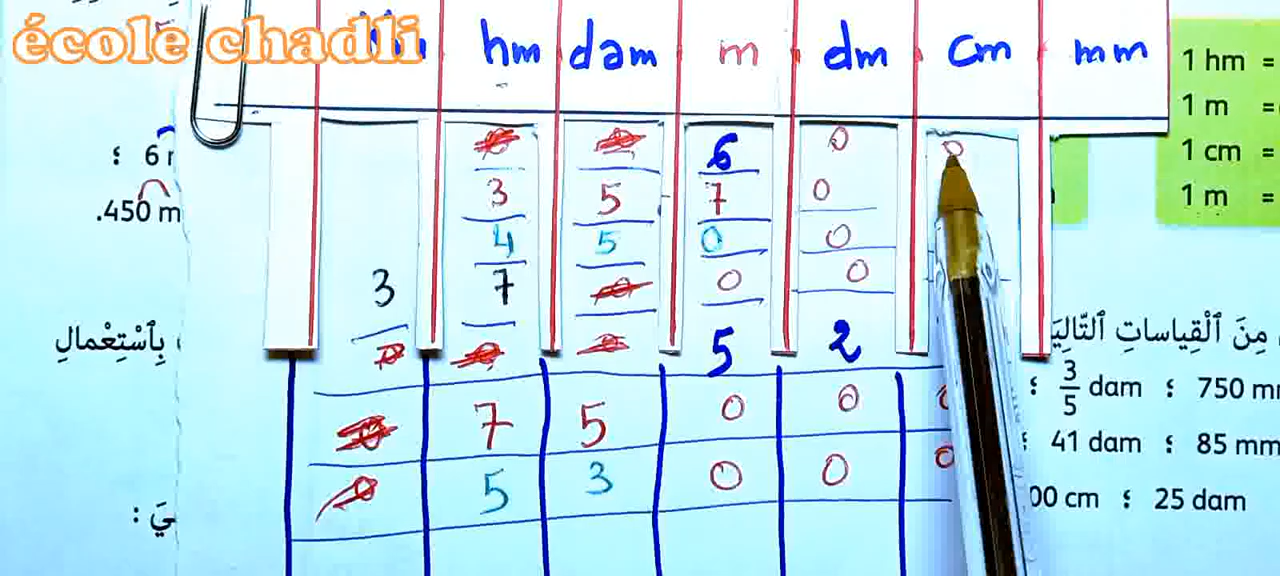 école chadli
hm dam m dm cm mm
1 hm =
1 m =
1 cm =
1 m =
؛ 6
.450 m
6 0 0
3 5 7 0
4 5 0 0
3 7 0 0
5 2
7 5 0 0
5 3 0 0
بِٱسْتِعْمالِ
مِنَ ٱلْقِياساتِ ٱلتّالِيَ
؛ 3/5 dam ؛ 750 m
؛ 41 dam ؛ 85 mm
00 cm ؛ 25 dam
يَ :